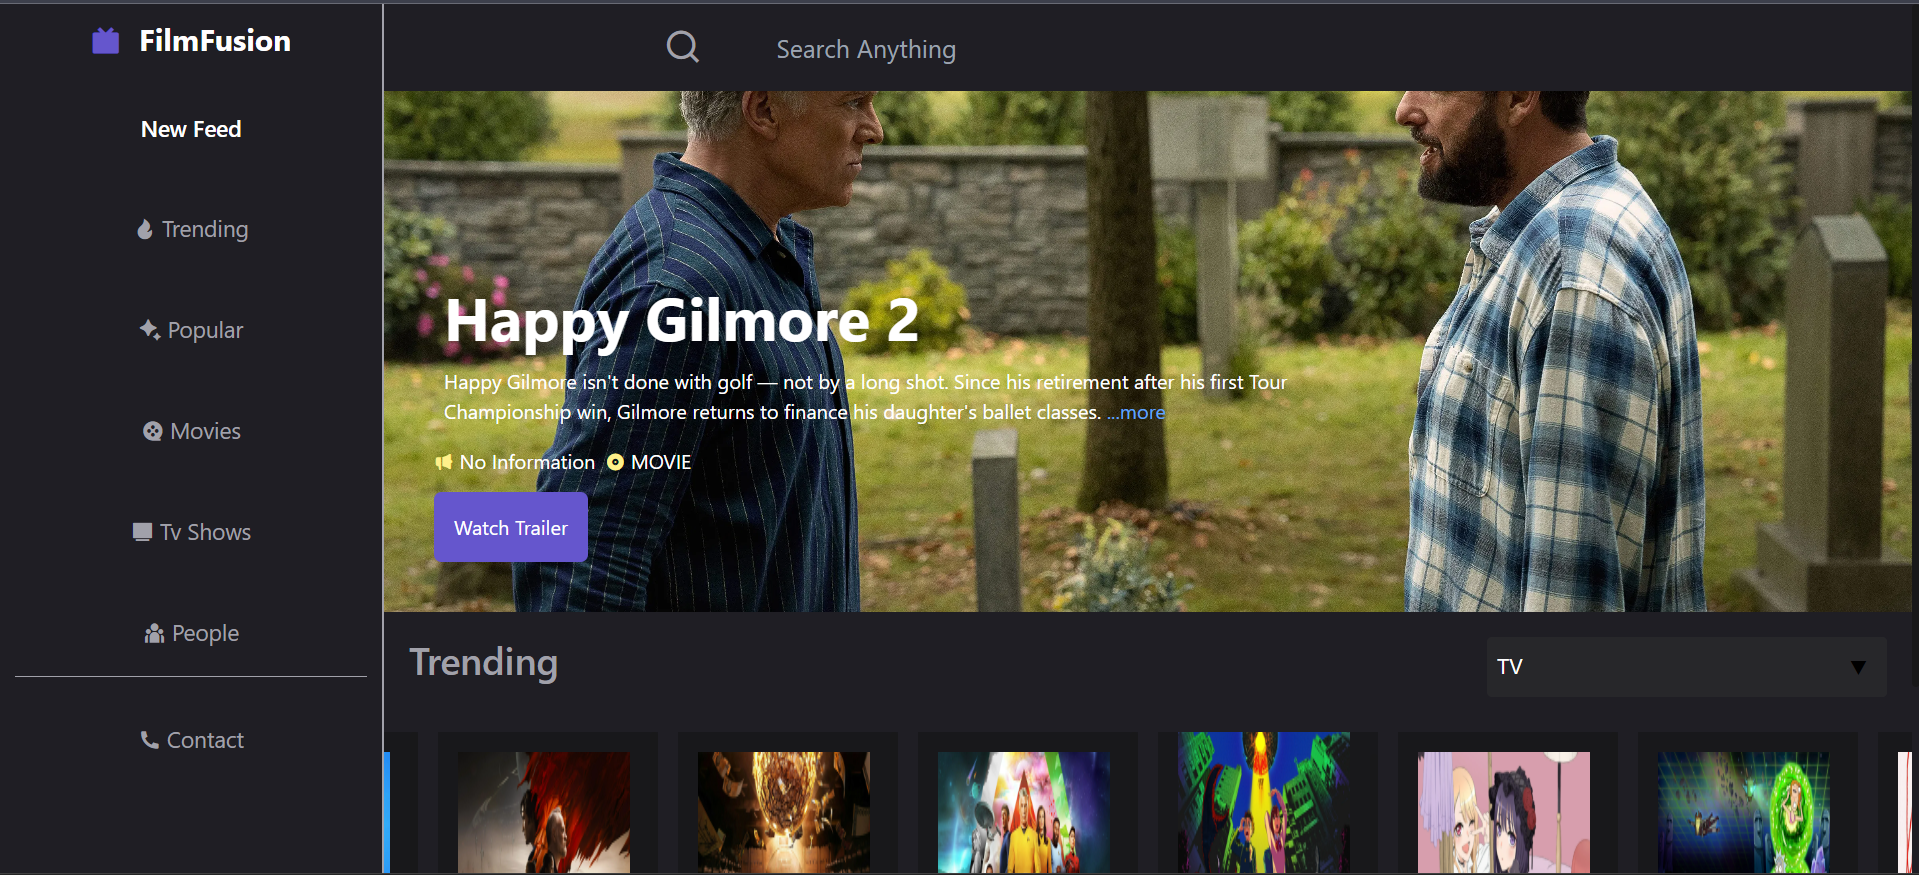 FilmFusion
New Feed
Trending
Popular
Movies
Tv Shows
People
Contact
Search Anything
Happy Gilmore 2
Happy Gilmore isn't done with golf — not by a long shot. Since his retirement after his first Tour
Championship win, Gilmore returns to finance his daughter's ballet classes. ...more
No Information MOVIE
Watch Trailer
Trending
TV